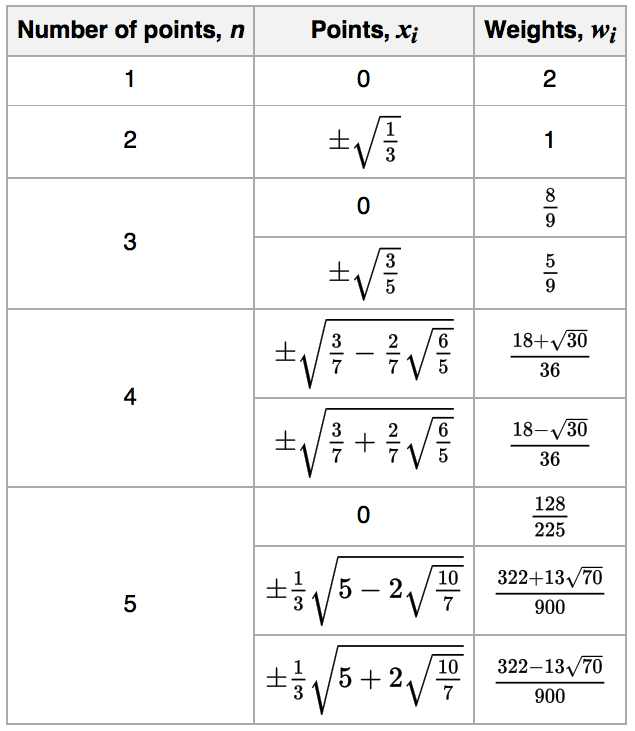 Number of points, n Points, xᵢ Weights, wᵢ
1 0 2
2 ±√(1/3) 1
3 0 8/9
±√(3/5) 5/9
4 ±√(3/7 − 2/7√(6/5)) (18+√30)/36
±√(3/7 + 2/7√(6/5)) (18−√30)/36
5 0 128/225
±1/3√(5 − 2√(10/7)) (322+13√70)/900
±1/3√(5 + 2√(10/7)) (322−13√70)/900